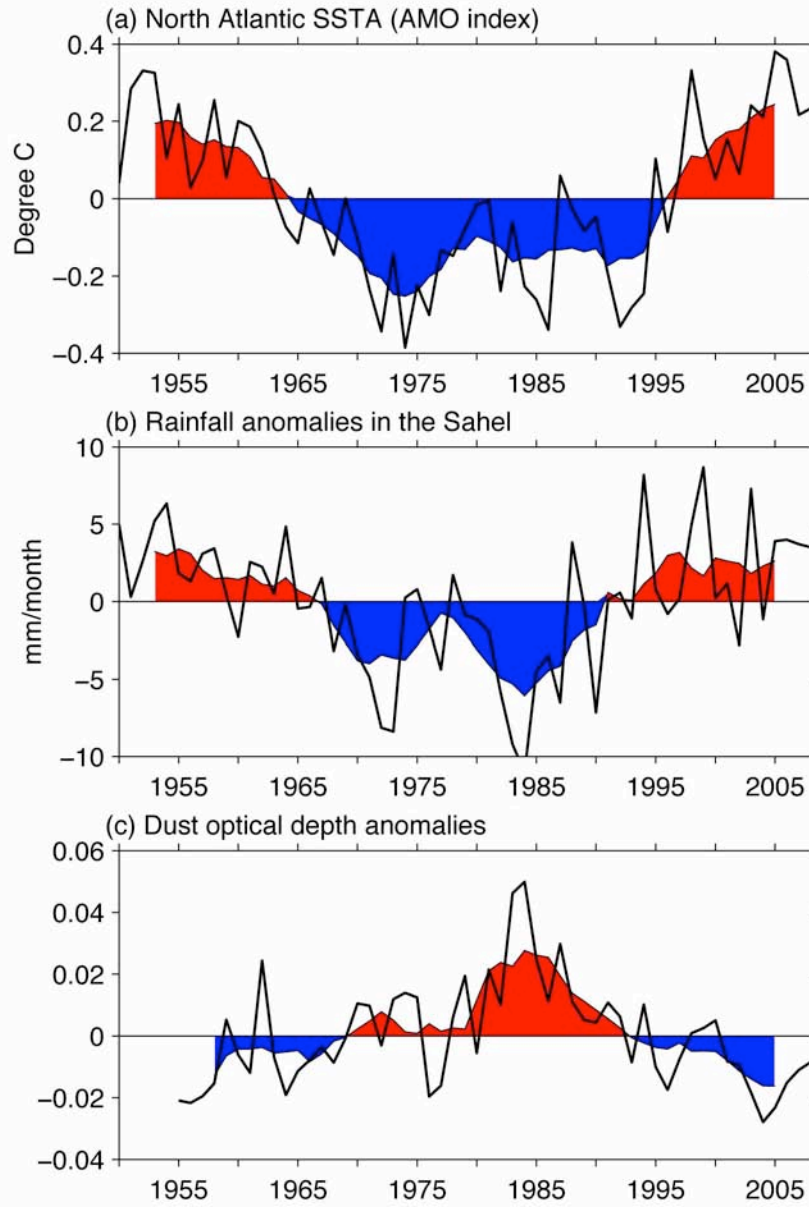 (a) North Atlantic SSTA (AMO index)
0.4
0.2
0
−0.2
−0.4
Degree C
1955 1965 1975 1985 1995 2005
(b) Rainfall anomalies in the Sahel
10
5
0
−5
−10
mm/month
1955 1965 1975 1985 1995 2005
(c) Dust optical depth anomalies
0.06
0.04
0.02
0
−0.02
−0.04
1955 1965 1975 1985 1995 2005